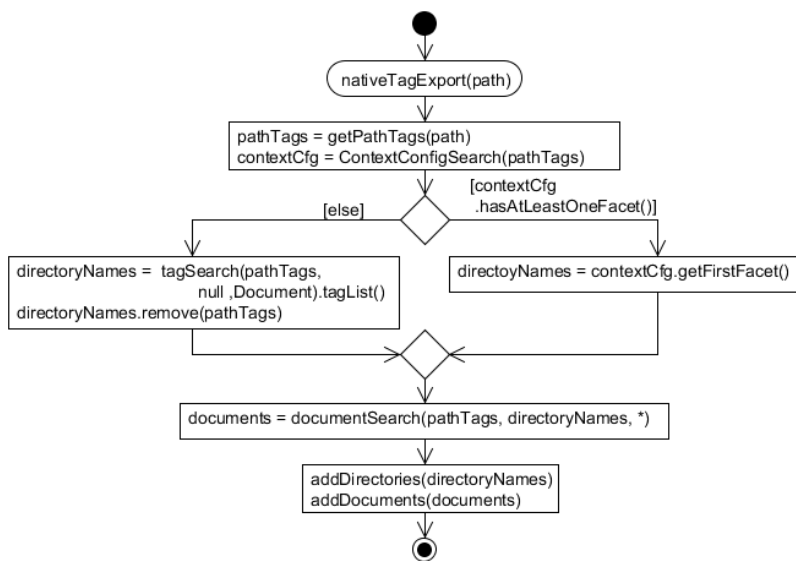 nativeTagExport(path)
pathTags = getPathTags(path)
contextCfg = ContextConfigSearch(pathTags)
[contextCfg
.hasAtLeastOneFacet()]
[else]
directoryNames =  tagSearch(pathTags,
null ,Document).tagList()
directoryNames.remove(pathTags)
directoyNames = contextCfg.getFirstFacet()
documents = documentSearch(pathTags, directoryNames, *)
addDirectories(directoryNames)
addDocuments(documents)